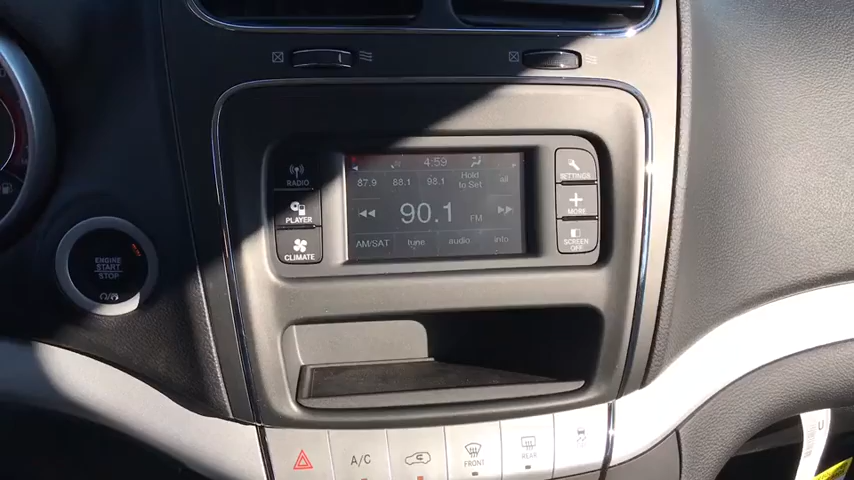 4:59
87.9 88.1 98.1 Hold to Set all
90.1 FM
AM/SAT tune audio info
RADIO
PLAYER
CLIMATE
SETTINGS
MORE
SCREEN OFF
ENGINE
START
STOP
A/C
FRONT
REAR